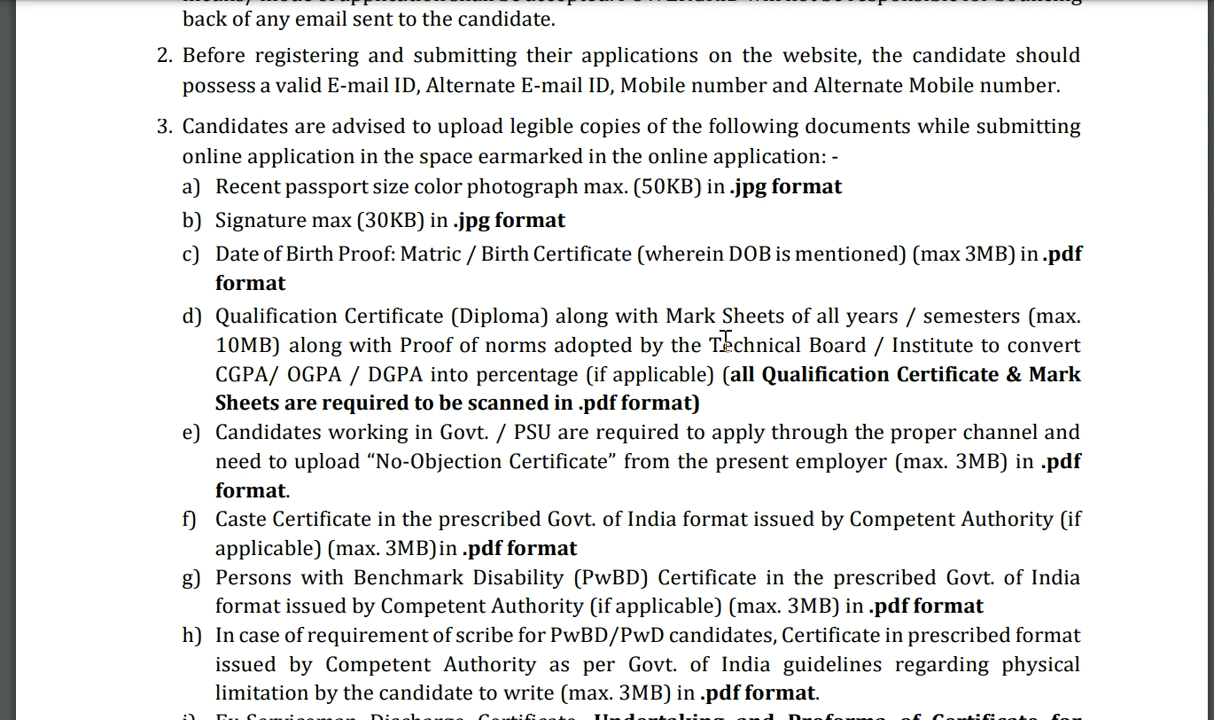 back of any email sent to the candidate.
2. Before registering and submitting their applications on the website, the candidate should
possess a valid E-mail ID, Alternate E-mail ID, Mobile number and Alternate Mobile number.
3. Candidates are advised to upload legible copies of the following documents while submitting
online application in the space earmarked in the online application: -
a) Recent passport size color photograph max. (50KB) in .jpg format
b) Signature max (30KB) in .jpg format
c) Date of Birth Proof: Matric / Birth Certificate (wherein DOB is mentioned) (max 3MB) in .pdf
format
d) Qualification Certificate (Diploma) along with Mark Sheets of all years / semesters (max.
10MB) along with Proof of norms adopted by the Technical Board / Institute to convert
CGPA/ OGPA / DGPA into percentage (if applicable) (all Qualification Certificate & Mark
Sheets are required to be scanned in .pdf format)
e) Candidates working in Govt. / PSU are required to apply through the proper channel and
need to upload “No-Objection Certificate” from the present employer (max. 3MB) in .pdf
format.
f) Caste Certificate in the prescribed Govt. of India format issued by Competent Authority (if
applicable) (max. 3MB)in .pdf format
g) Persons with Benchmark Disability (PwBD) Certificate in the prescribed Govt. of India
format issued by Competent Authority (if applicable) (max. 3MB) in .pdf format
h) In case of requirement of scribe for PwBD/PwD candidates, Certificate in prescribed format
issued by Competent Authority as per Govt. of India guidelines regarding physical
limitation by the candidate to write (max. 3MB) in .pdf format.
i) Ex-Serviceman Discharge Certificate, Undertaking and Proforma of Certificate for